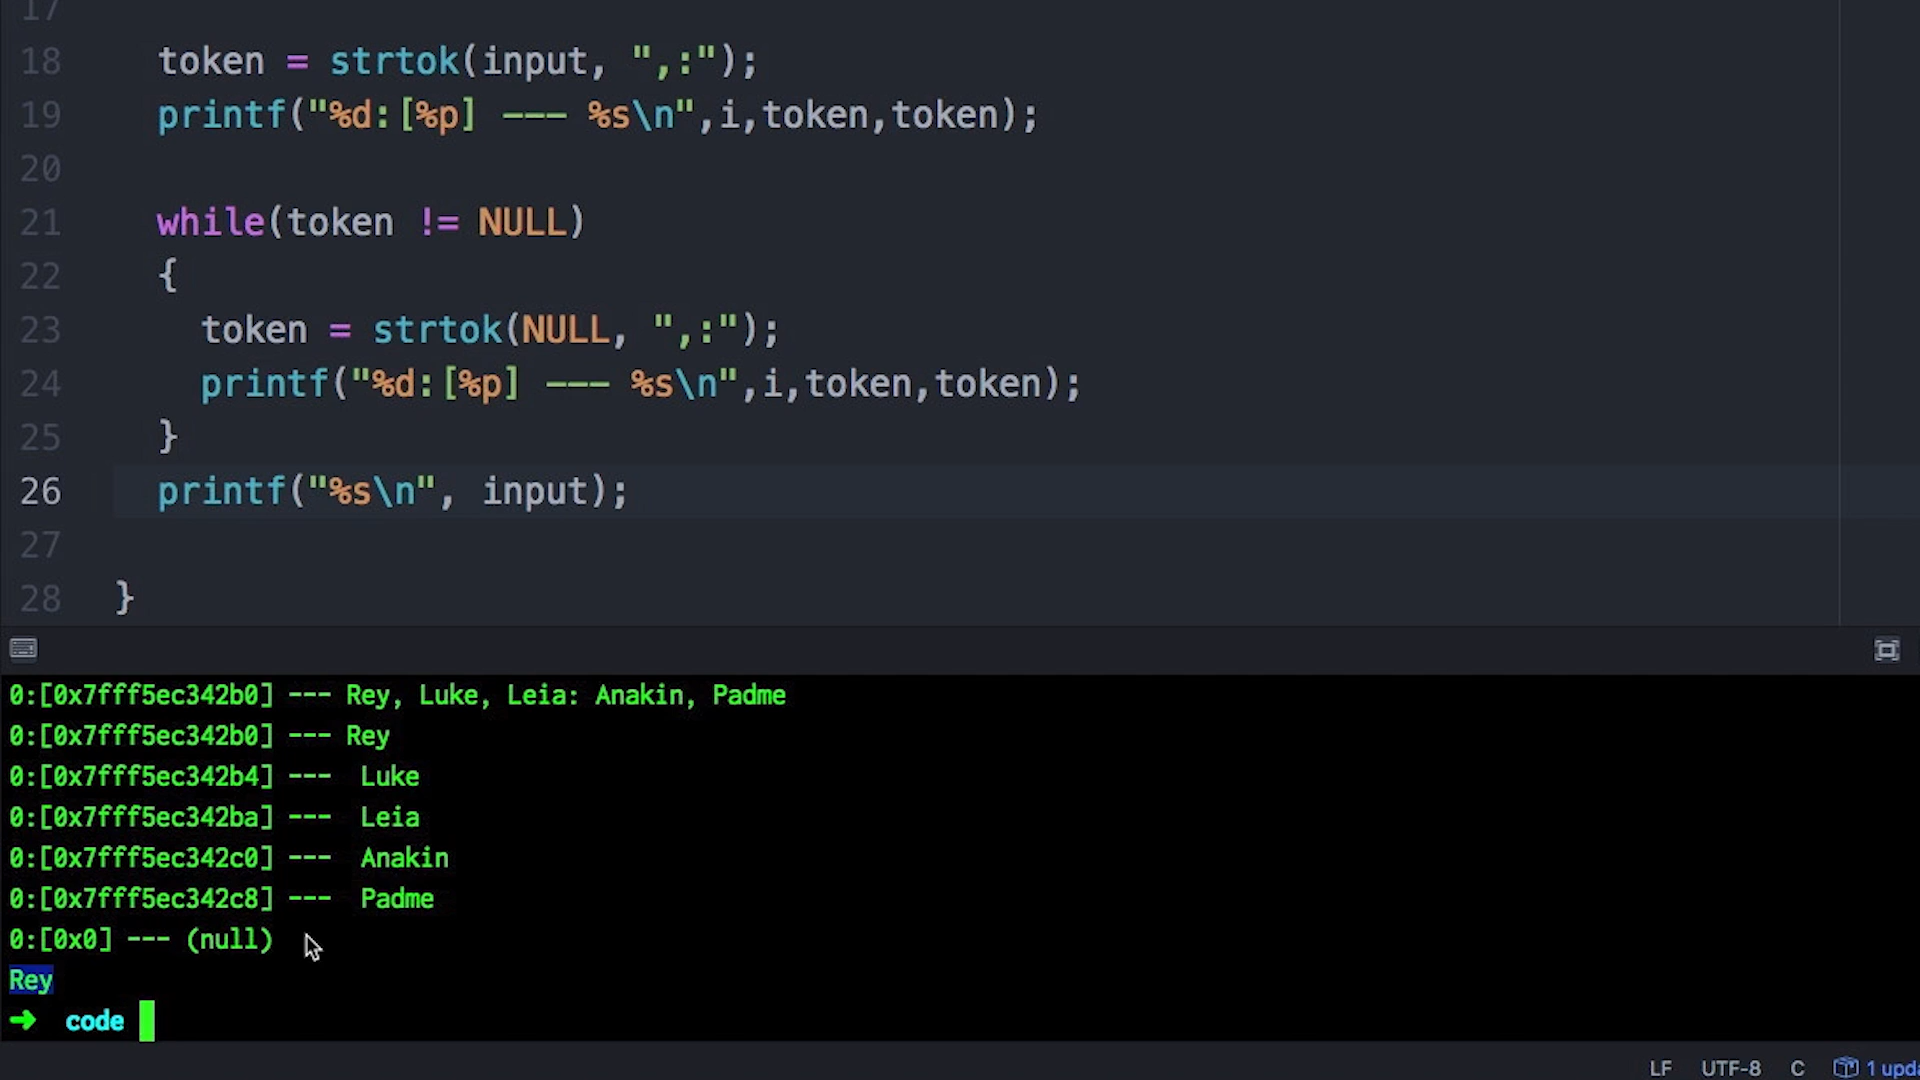 17
18 token = strtok(input, ",:");
19 printf("%d:[%p] --- %s\n",i,token,token);
20
21 while(token != NULL)
22 {
23 token = strtok(NULL, ",:");
24 printf("%d:[%p] --- %s\n",i,token,token);
25 }
26 printf("%s\n", input);
27
28 }
0:[0x7fff5ec342b0] --- Rey, Luke, Leia: Anakin, Padme
0:[0x7fff5ec342b0] --- Rey
0:[0x7fff5ec342b4] ---  Luke
0:[0x7fff5ec342ba] ---  Leia
0:[0x7fff5ec342c0] ---  Anakin
0:[0x7fff5ec342c8] ---  Padme
0:[0x0] --- (null)
Rey
➜ code
LF UTF-8 C 1 upda